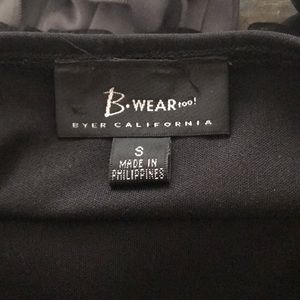 B•WEAR too!
BYER CALIFORNIA
S
MADE IN
PHILIPPINES